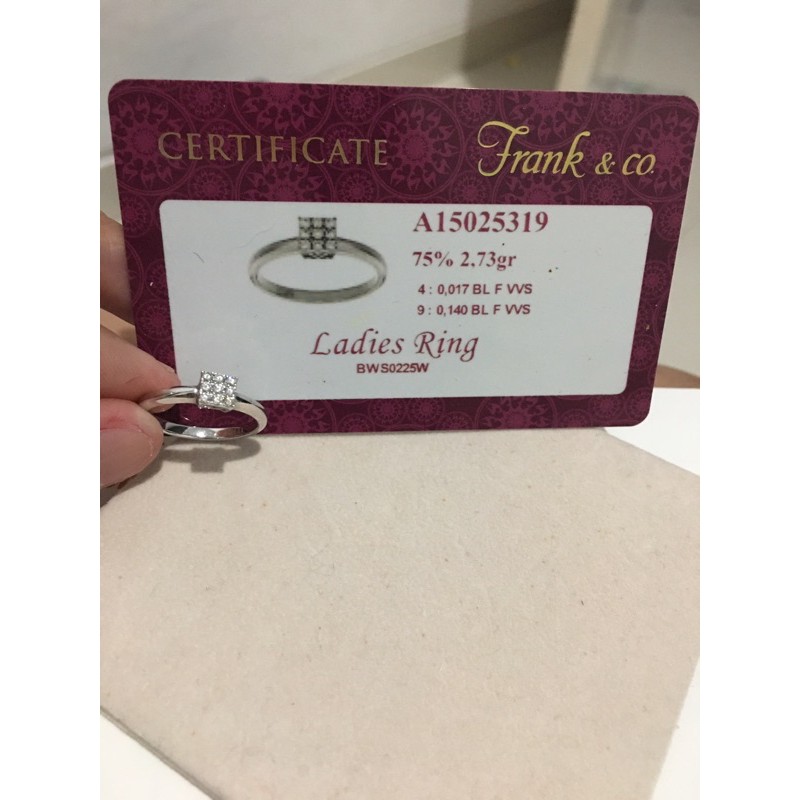 CERTIFICATE
Frank & co.
A15025319
75% 2,73gr
4 : 0,017 BL F VVS
9 : 0,140 BL F VVS
Ladies Ring
BWS0225W